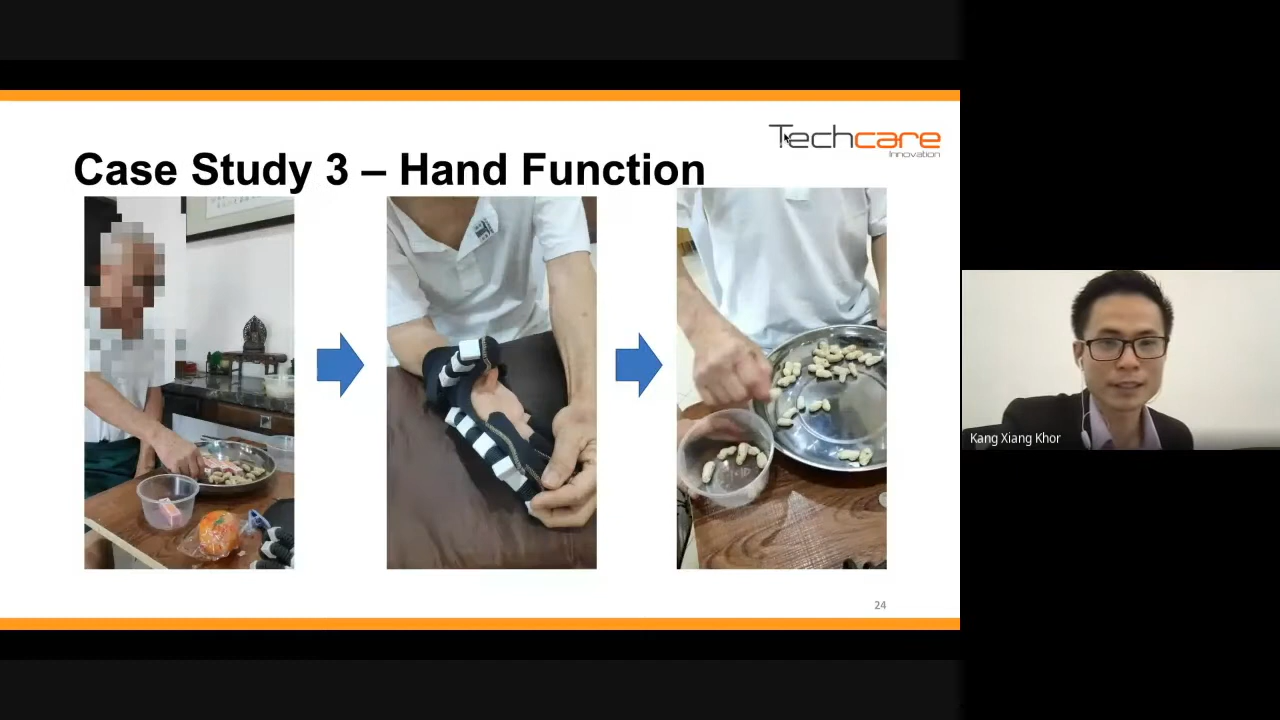 Techcare
Innovation
Case Study 3 – Hand Function
24
Kang Xiang Khor